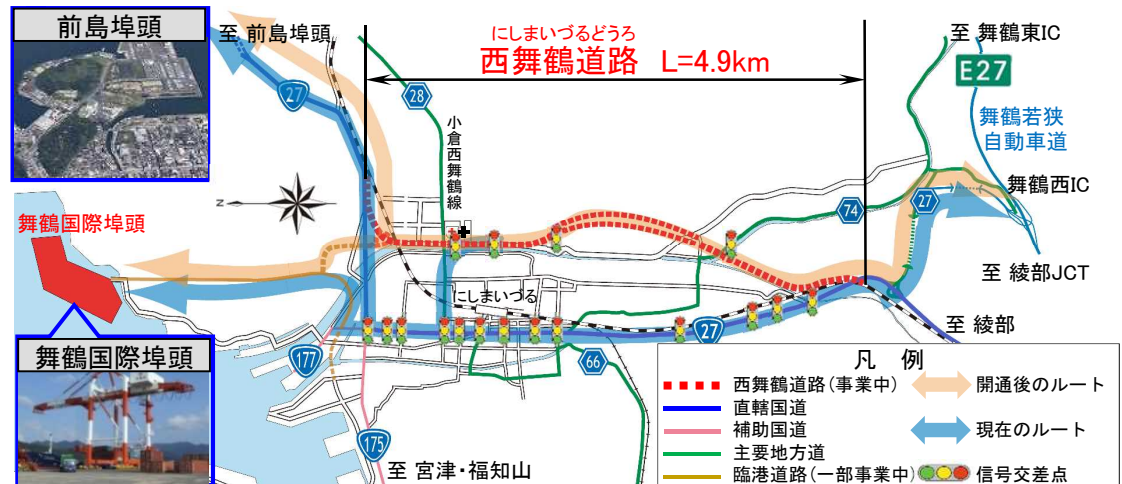 前島埠頭
至 前島埠頭
にしまいづるどうろ
西舞鶴道路 L=4.9km
至 舞鶴東IC
E27
舞鶴若狭
自動車道
27
28
小倉西舞鶴線
74
27
舞鶴西IC
N
舞鶴国際埠頭
至 綾部JCT
にしまいづる
27
至 綾部
舞鶴国際埠頭
177
66
175
至 宮津・福知山
凡 例
西舞鶴道路(事業中)
開通後のルート
直轄国道
補助国道
現在のルート
主要地方道
臨港道路(一部事業中)
信号交差点